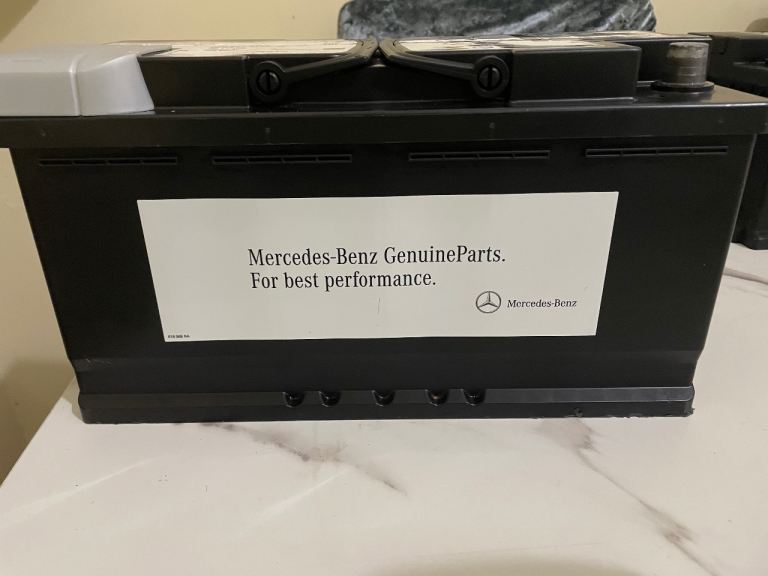 Mercedes-Benz GenuineParts.
For best performance.
Mercedes-Benz